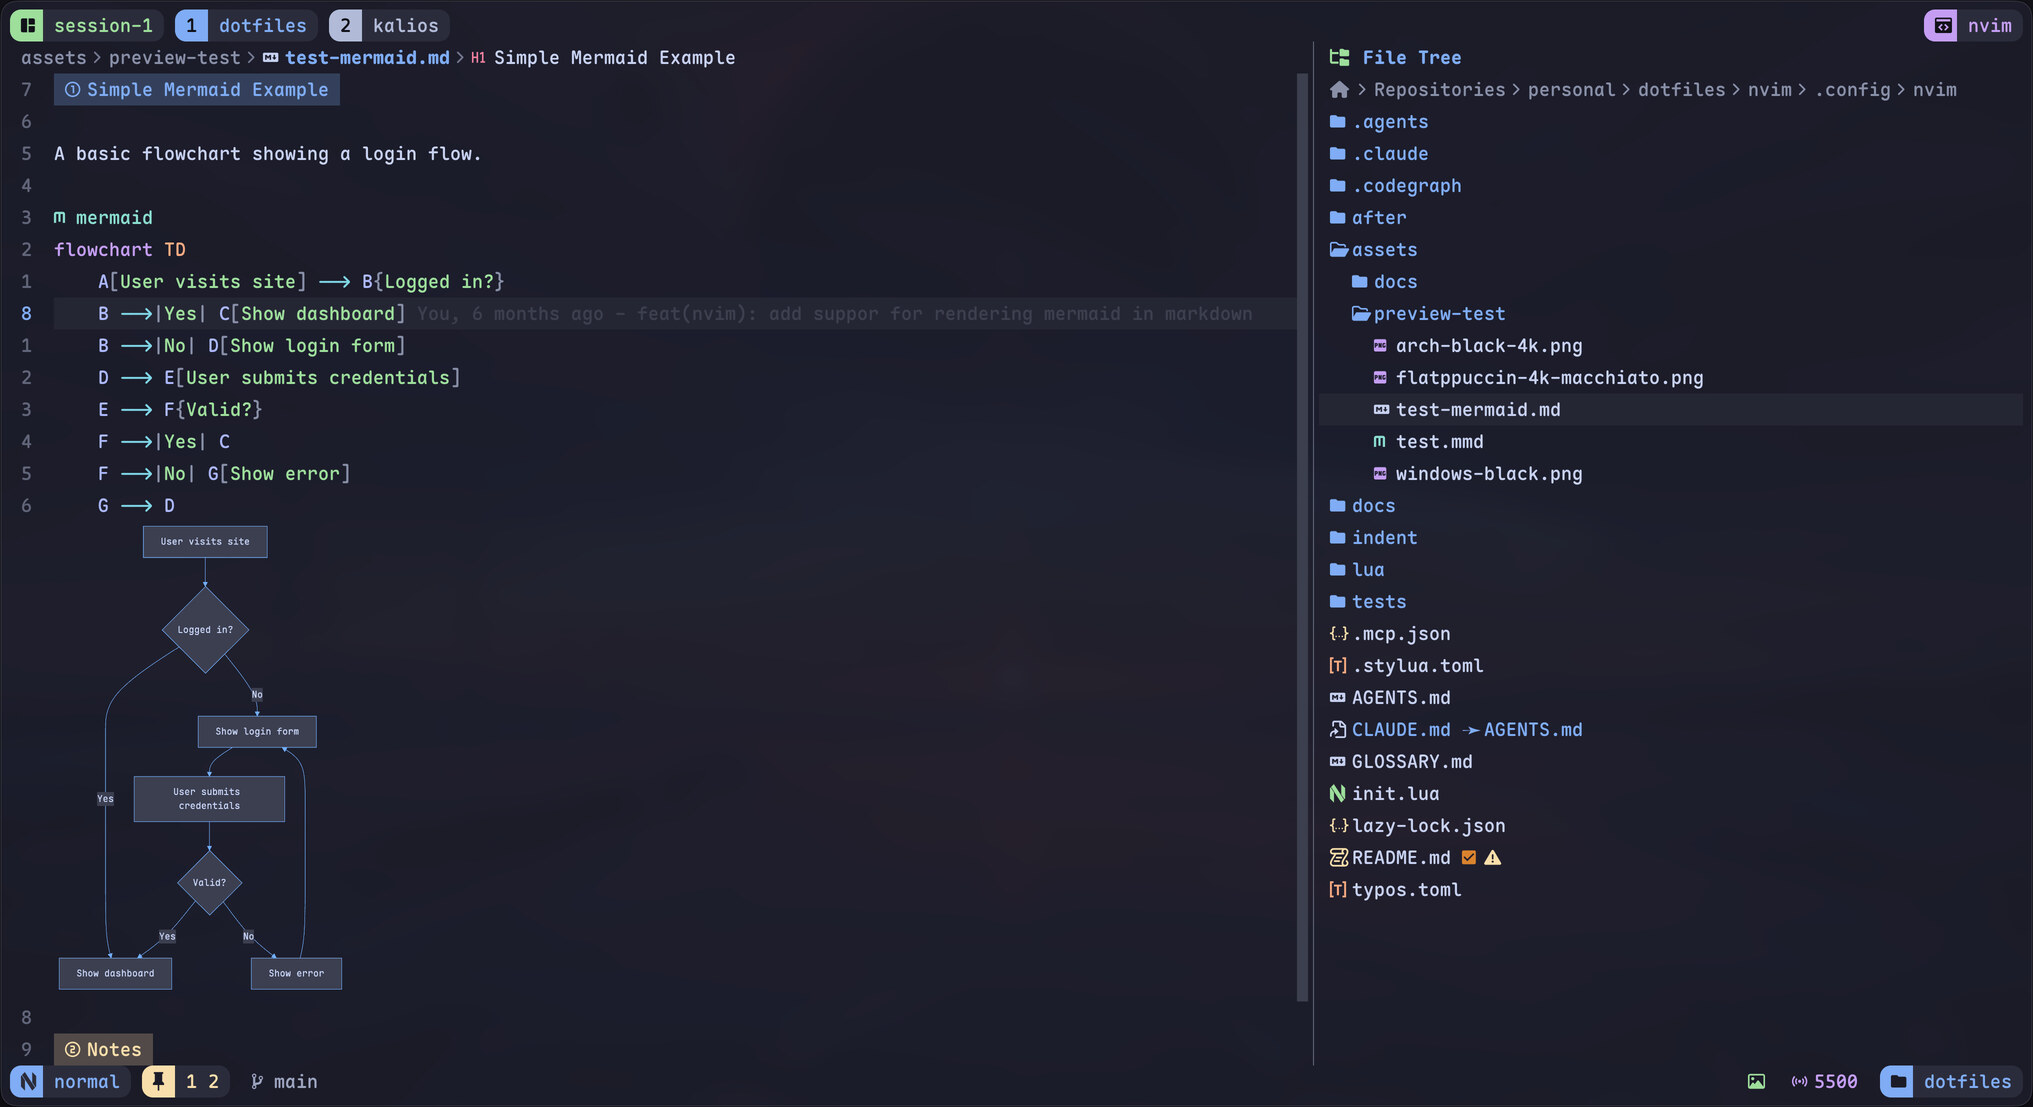 session-1 1 dotfiles 2 kalios nvim
assets > preview-test > test-mermaid.md > H1 Simple Mermaid Example
7 1 Simple Mermaid Example
6
5 A basic flowchart showing a login flow.
4
3 mermaid
2 flowchart TD
1 A[User visits site] --> B{Logged in?}
8 B -->|Yes| C[Show dashboard] You, 6 months ago - feat(nvim): add suppor for rendering mermaid in markdown
1 B -->|No| D[Show login form]
2 D --> E[User submits credentials]
3 E --> F{Valid?}
4 F -->|Yes| C
5 F -->|No| G[Show error]
6 G --> D
User visits site
Logged in?
No
Show login form
User submits
credentials
Yes
Valid?
Yes No
Show dashboard Show error
8
9 2 Notes
File Tree
> Repositories > personal > dotfiles > nvim > .config > nvim
.agents
.claude
.codegraph
after
assets
docs
preview-test
PNG arch-black-4k.png
PNG flatppuccin-4k-macchiato.png
test-mermaid.md
test.mmd
PNG windows-black.png
docs
indent
lua
tests
{..} .mcp.json
[T] .stylua.toml
AGENTS.md
CLAUDE.md ➛ AGENTS.md
GLOSSARY.md
init.lua
{..} lazy-lock.json
README.md
[T] typos.toml
normal 1 2 main 5500 dotfiles